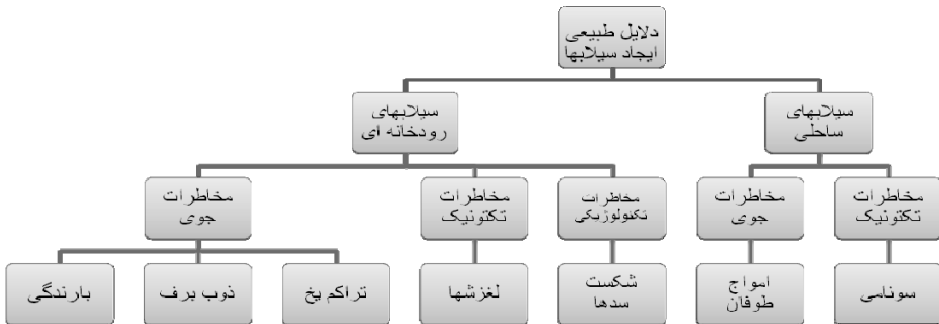 دلایل طبیعی
ایجاد سیلابها
سیلابهای
ساحلی
سیلابهای
رودخانه ای
مخاطرات
تکتونیک
مخاطرات
جوی
مخاطرات
تکنولوژیکی
مخاطرات
تکتونیک
مخاطرات
جوی
سونامی
امواج
طوفان
شکست
سدها
لغزشها
تراکم یخ
ذوب برف
بارندگی